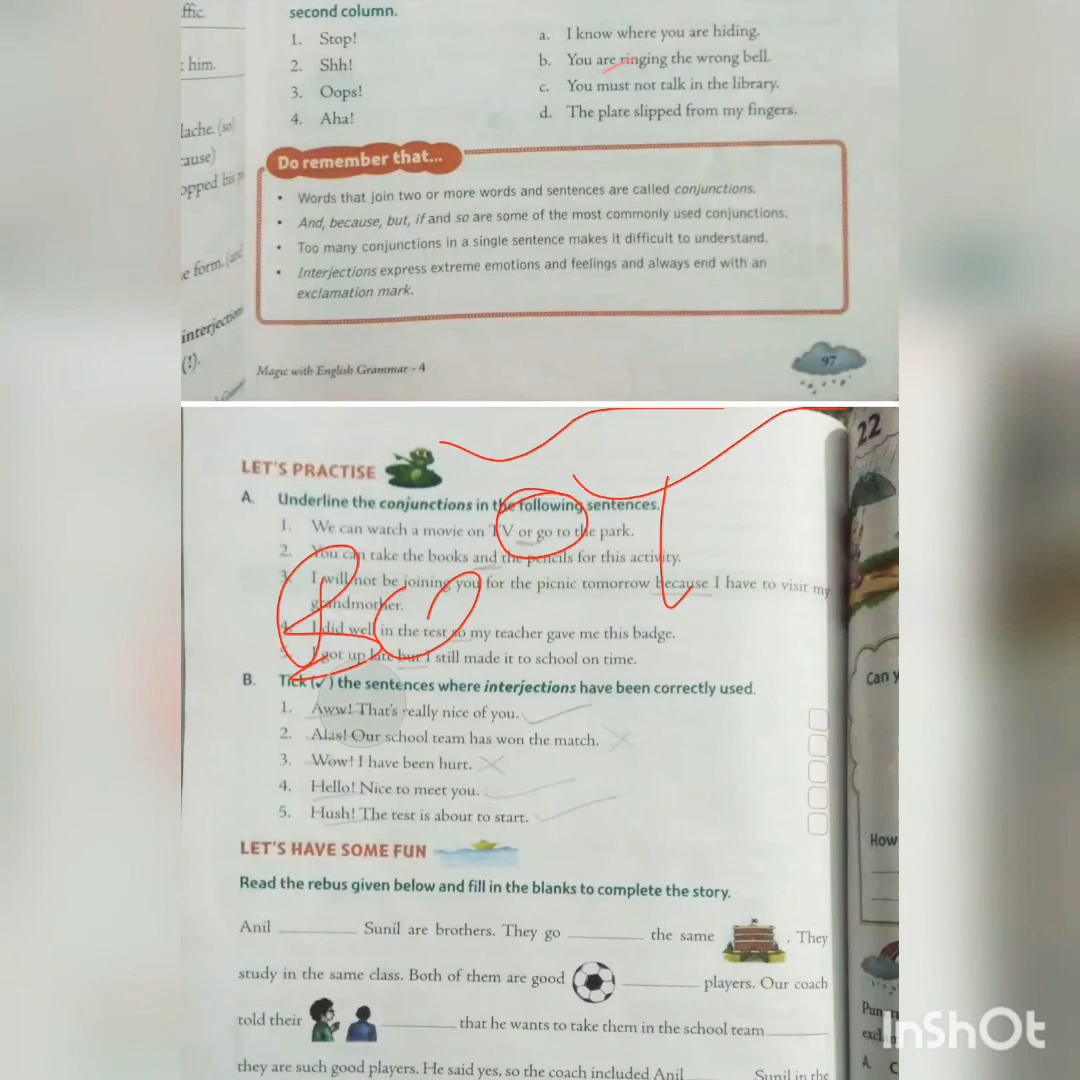 ffic.
second column.
1. Stop!
a. I know where you are hiding.
: him.
2. Shh!
b. You are ringing the wrong bell.
3. Oops!
c. You must not talk in the library.
lache. (so)
4. Aha!
d. The plate slipped from my fingers.
cause)
Do remember that...
opped his
• Words that join two or more words and sentences are called conjunctions.
• And, because, but, if and so are some of the most commonly used conjunctions.
• Too many conjunctions in a single sentence makes it difficult to understand.
e form. (and
• Interjections express extreme emotions and feelings and always end with an
exclamation mark.
interjections
(!).
Magic with English Grammar - 4
97
22
LET'S PRACTISE
A. Underline the conjunctions in the following sentences.
1. We can watch a movie on TV or go to the park.
2. You can take the books and the pencils for this activity.
3. I will not be joining you for the picnic tomorrow because I have to visit my
grandmother.
4. I did well in the test so my teacher gave me this badge.
5. I got up late but I still made it to school on time.
Can y
B. Tick (✓) the sentences where interjections have been correctly used.
1. Aww! That's really nice of you.
2. Alas! Our school team has won the match.
3. Wow! I have been hurt.
4. Hello! Nice to meet you.
5. Hush! The test is about to start.
How
LET'S HAVE SOME FUN
Read the rebus given below and fill in the blanks to complete the story.
Anil ________ Sunil are brothers. They go ________ the same . They
study in the same class. Both of them are good ________ players. Our coach
told their ________ that he wants to take them in the school team ________
Pun
excla
InShOt
A C
they are such good players. He said yes, so the coach included Anil ________ Sunil in the